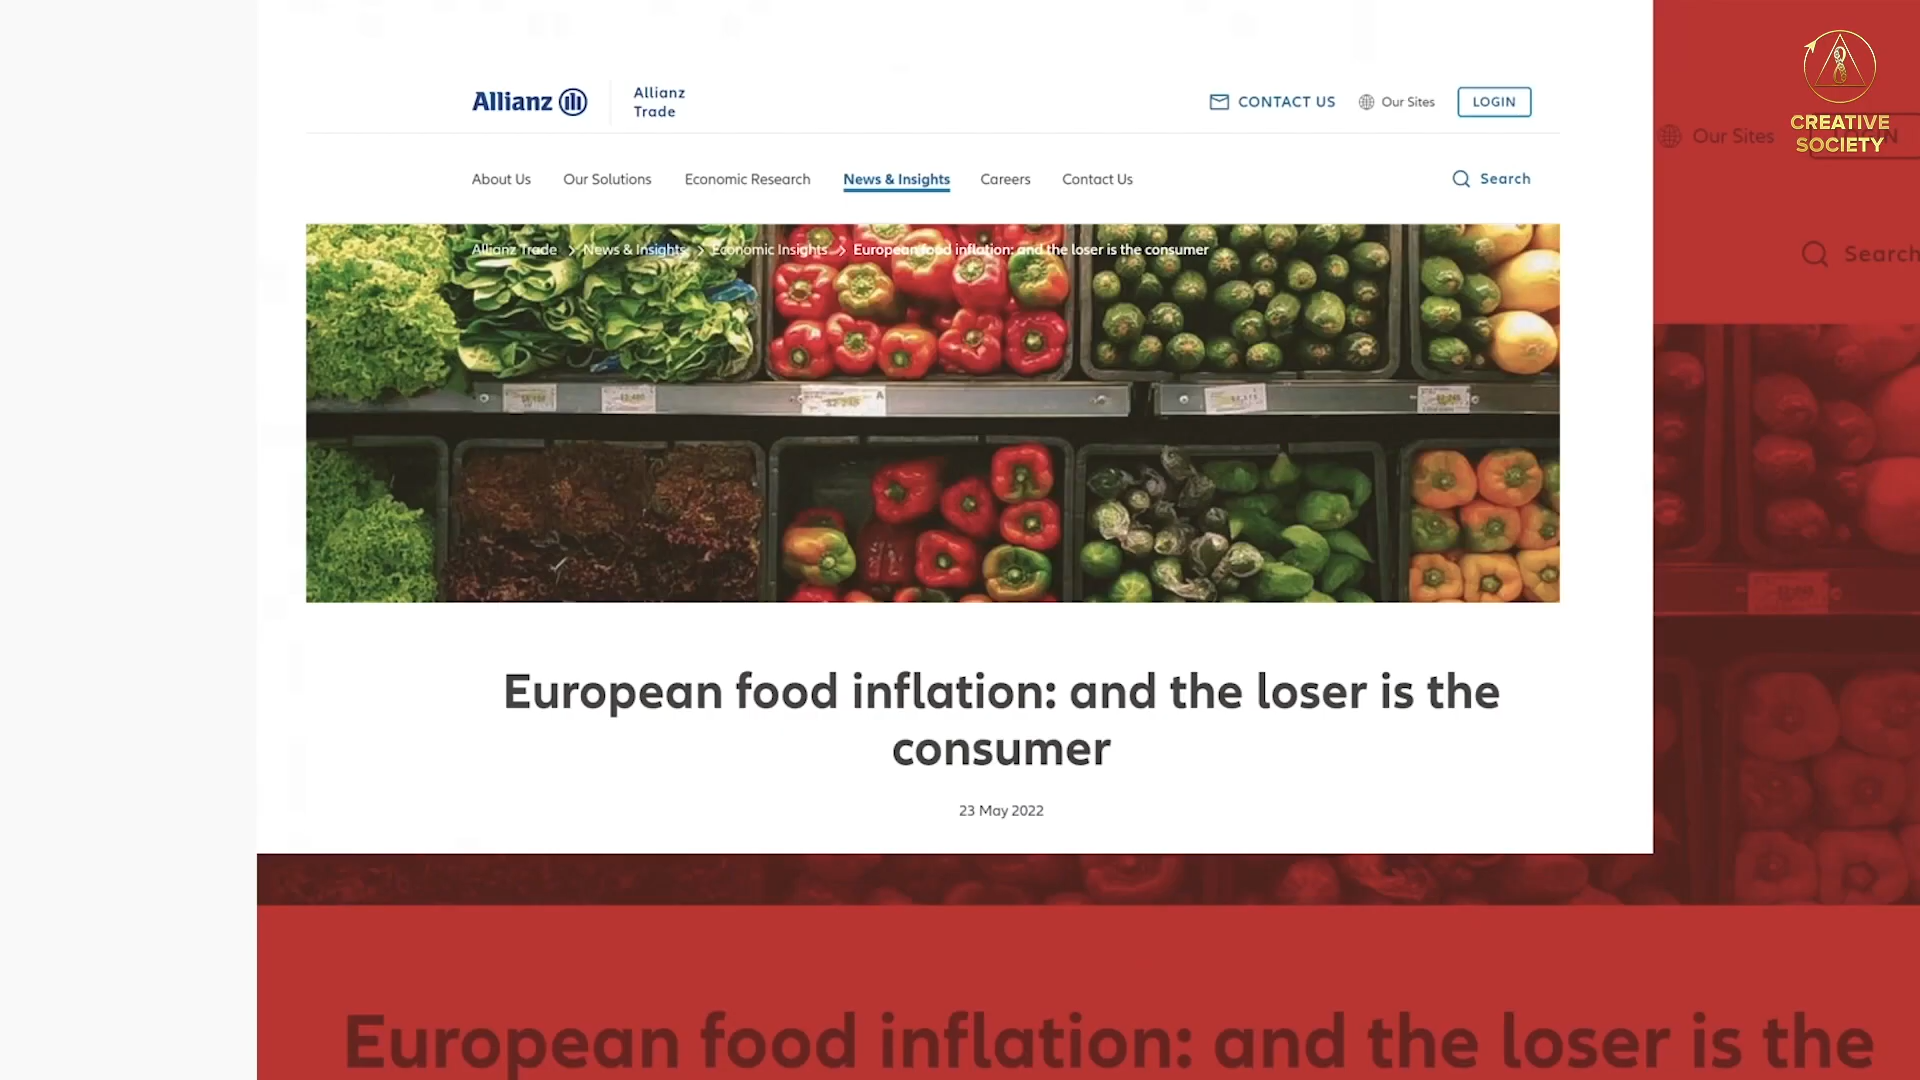 Allianz
Allianz
Trade
CONTACT US
Our Sites
LOGIN
About Us
Our Solutions
Economic Research
News & Insights
Careers
Contact Us
Search
Allianz Trade > News & Insights > Economic Insights > European food inflation: and the loser is the consumer
European food inflation: and the loser is the
consumer
23 May 2022
CREATIVE
SOCIETY
Our Sites
Search
European food inflation: and the loser is the